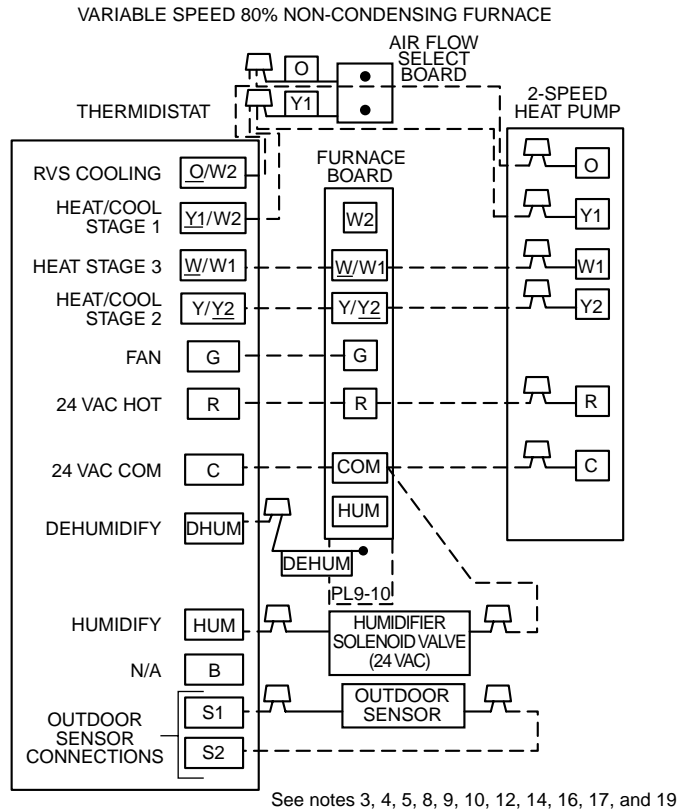 VARIABLE SPEED 80% NON-CONDENSING FURNACE
AIR FLOW
SELECT
BOARD
O
Y1
THERMIDISTAT
2-SPEED
HEAT PUMP
FURNACE
BOARD
RVS COOLING
O/W2
O
HEAT/COOL
STAGE 1
Y1/W2
W2
Y1
HEAT STAGE 3
W/W1
W/W1
W1
HEAT/COOL
STAGE 2
Y/Y2
Y/Y2
Y2
FAN
G
G
24 VAC HOT
R
R
R
24 VAC COM
C
COM
C
HUM
DEHUMIDIFY
DHUM
DEHUM
PL9-10
HUMIDIFY
HUM
HUMIDIFIER
SOLENOID VALVE
(24 VAC)
N/A
B
OUTDOOR
SENSOR
CONNECTIONS
S1
S2
OUTDOOR
SENSOR
See notes 3, 4, 5, 8, 9, 10, 12, 14, 16, 17, and 19